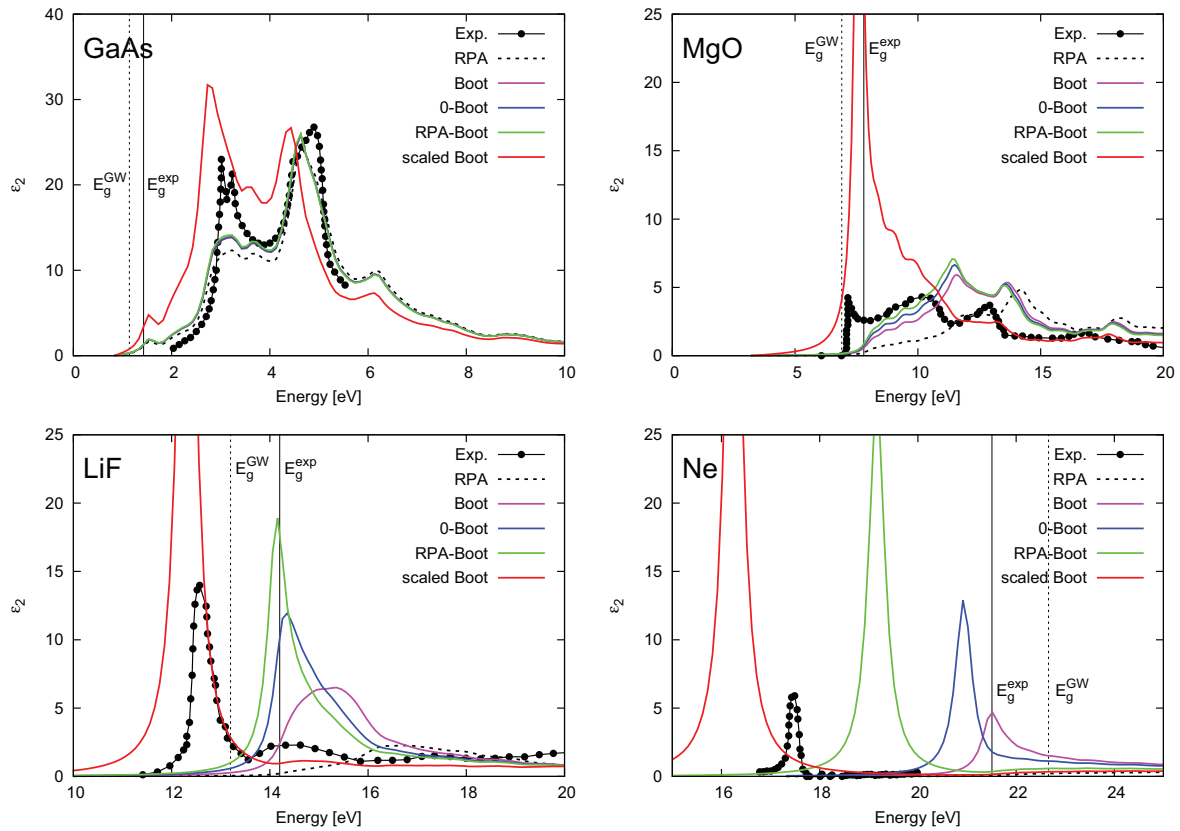 GaAs
E_g^GW
E_g^exp
Exp.
RPA
Boot
0-Boot
RPA-Boot
scaled Boot
ε₂
40
30
20
10
0
0 2 4 6 8 10
Energy [eV]
MgO
E_g^GW
E_g^exp
Exp.
RPA
Boot
0-Boot
RPA-Boot
scaled Boot
ε₂
25
20
15
10
5
0
0 5 10 15 20
Energy [eV]
LiF
E_g^GW
E_g^exp
Exp.
RPA
Boot
0-Boot
RPA-Boot
scaled Boot
ε₂
25
20
15
10
5
0
10 12 14 16 18 20
Energy [eV]
Ne
Exp.
RPA
Boot
0-Boot
RPA-Boot
scaled Boot
E_g^exp
E_g^GW
ε₂
25
20
15
10
5
0
16 18 20 22 24
Energy [eV]